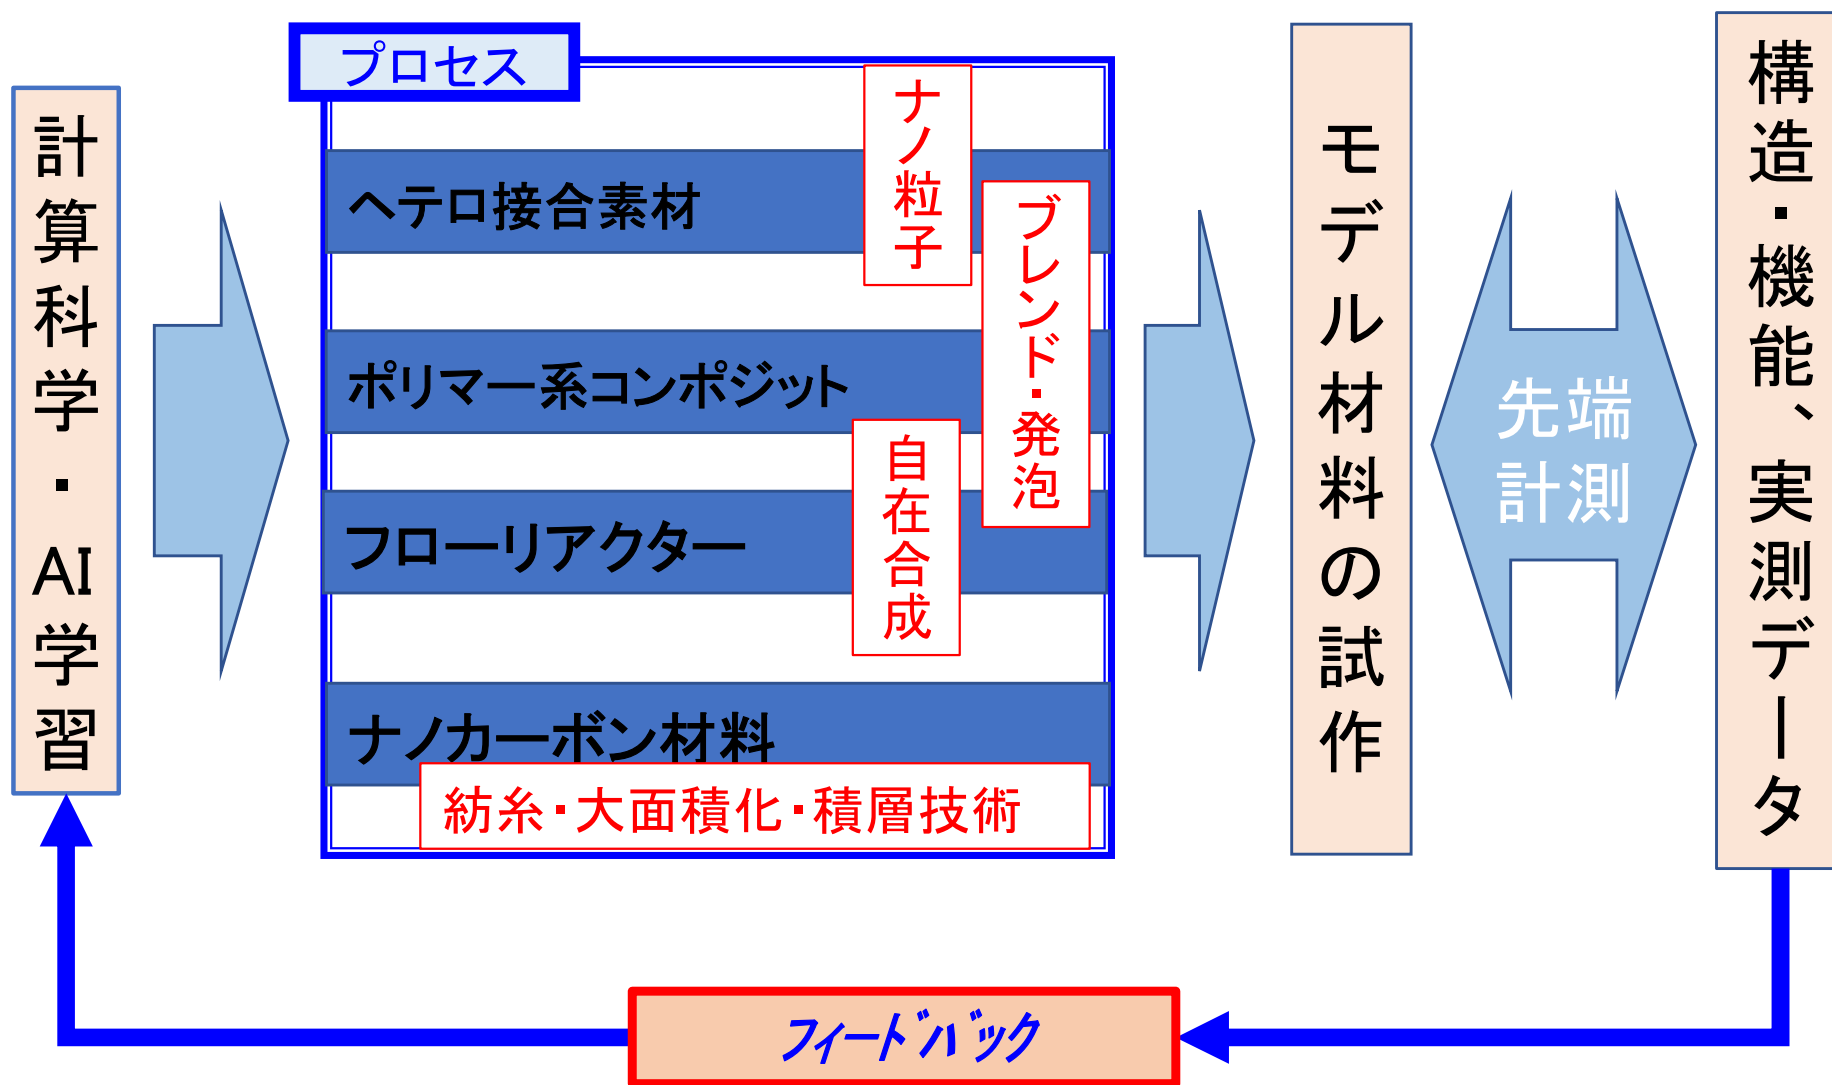 計算科学・AI学習
プロセス
ヘテロ接合素材
ナノ粒子
ポリマー系コンポジット
ブレンド・発泡
フローリアクター
自在合成
ナノカーボン材料
紡糸・大面積化・積層技術
モデル材料の試作
先端
計測
構造・機能、実測データ
フィードバック